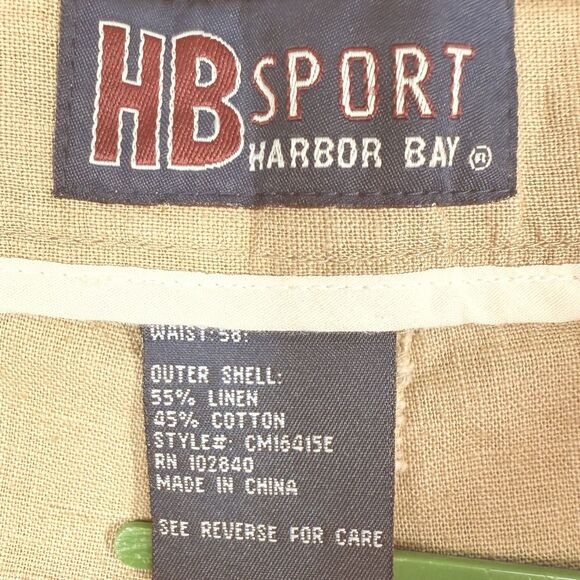 HB SPORT
HARBOR BAY ®
WAIST: 58.
OUTER SHELL:
55% LINEN
45% COTTON
STYLE#: CM16415E
RN 102840
MADE IN CHINA
SEE REVERSE FOR CARE